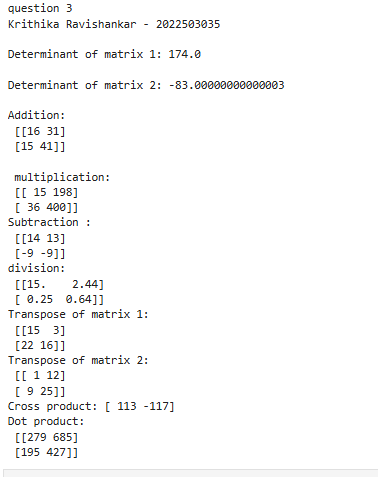 question 3
Krithika Ravishankar - 2022503035
Determinant of matrix 1: 174.0
Determinant of matrix 2: -83.00000000000003
Addition:
[[16 31]
[15 41]]
multiplication:
[[ 15 198]
[ 36 400]]
Subtraction :
[[14 13]
[-9 -9]]
division:
[[15.    2.44]
[ 0.25  0.64]]
Transpose of matrix 1:
[[15  3]
[22 16]]
Transpose of matrix 2:
[[ 1 12]
[ 9 25]]
Cross product: [ 113 -117]
Dot product:
[[279 685]
[195 427]]